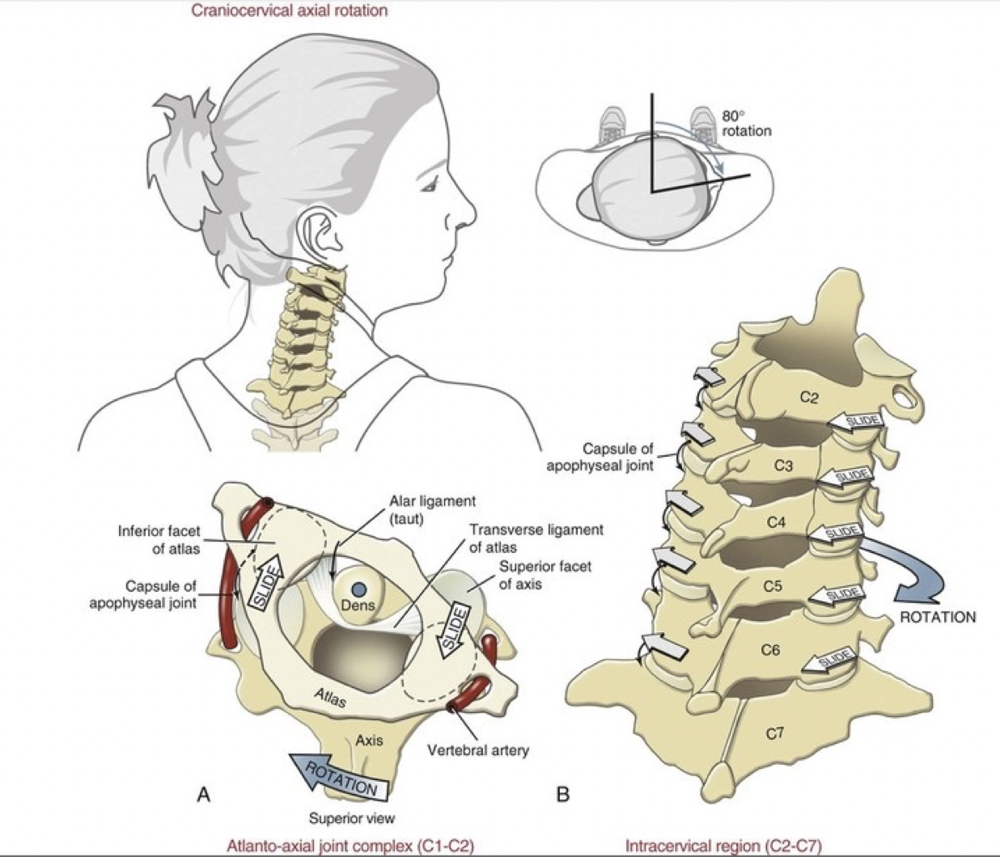 Craniocervical axial rotation
80°
rotation
C2
SLIDE
Capsule of
apophyseal joint
C3
SLIDE
C4
SLIDE
C5
SLIDE
ROTATION
C6
SLIDE
C7
Alar ligament
(taut)
Inferior facet
of atlas
Transverse ligament
of atlas
Superior facet
of axis
Capsule of
apophyseal joint
SLIDE
Dens
SLIDE
Atlas
Axis
Vertebral artery
ROTATION
A
B
Superior view
Atlanto-axial joint complex (C1-C2)
Intracervical region (C2-C7)